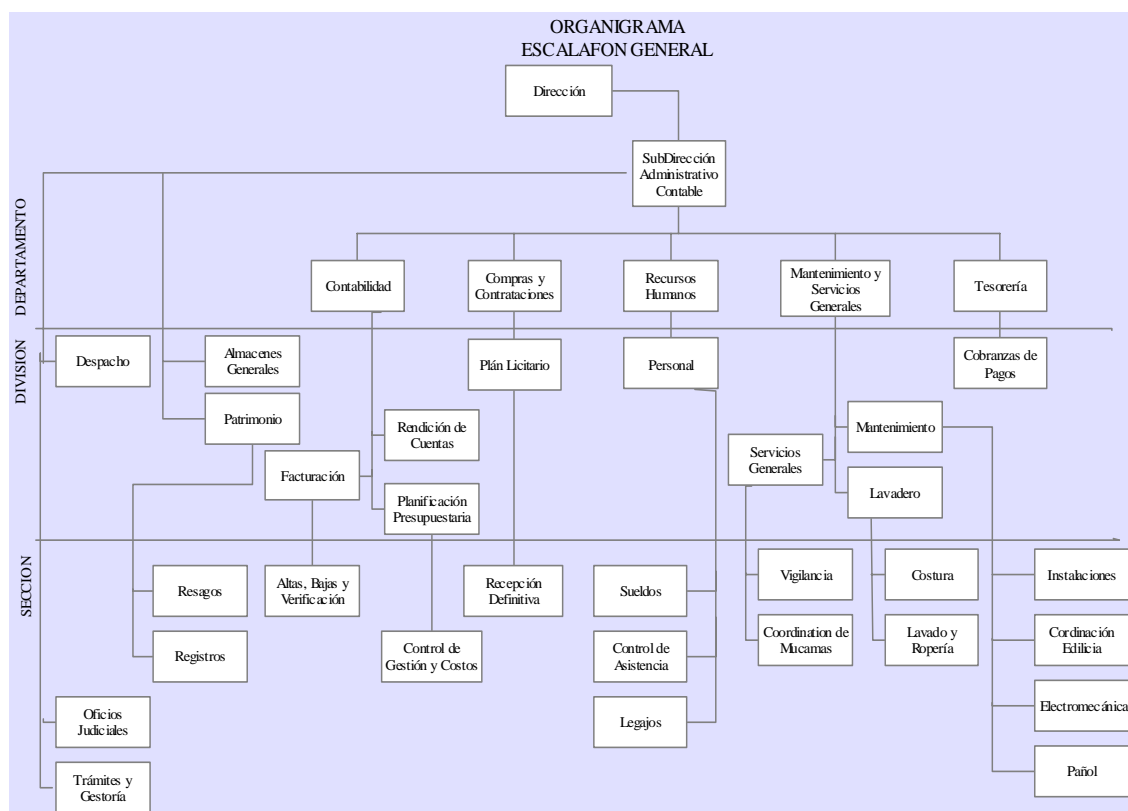 ORGANIGRAMA
ESCALAFON GENERAL
Dirección
SubDirección
Administrativo
Contable
DEPARTAMENTO
Contabilidad
Compras y
Contrataciones
Recursos
Humanos
Mantenimiento y
Servicios
Generales
Tesorería
DIVISION
Despacho
Almacenes
Generales
Plán Licitario
Personal
Cobranzas de
Pagos
Patrimonio
Rendición de
Cuentas
Mantenimiento
Servicios
Generales
Facturación
Lavadero
Planificación
Presupuestaria
SECCION
Resagos
Altas, Bajas y
Verificación
Recepción
Definitiva
Sueldos
Vigilancia
Costura
Instalaciones
Registros
Control de
Gestión y Costos
Control de
Asistencia
Coordination de
Mucamas
Lavado y
Ropería
Cordinación
Edilicia
Oficios
Judiciales
Legajos
Electromecánica
Trámites y
Gestoría
Pañol